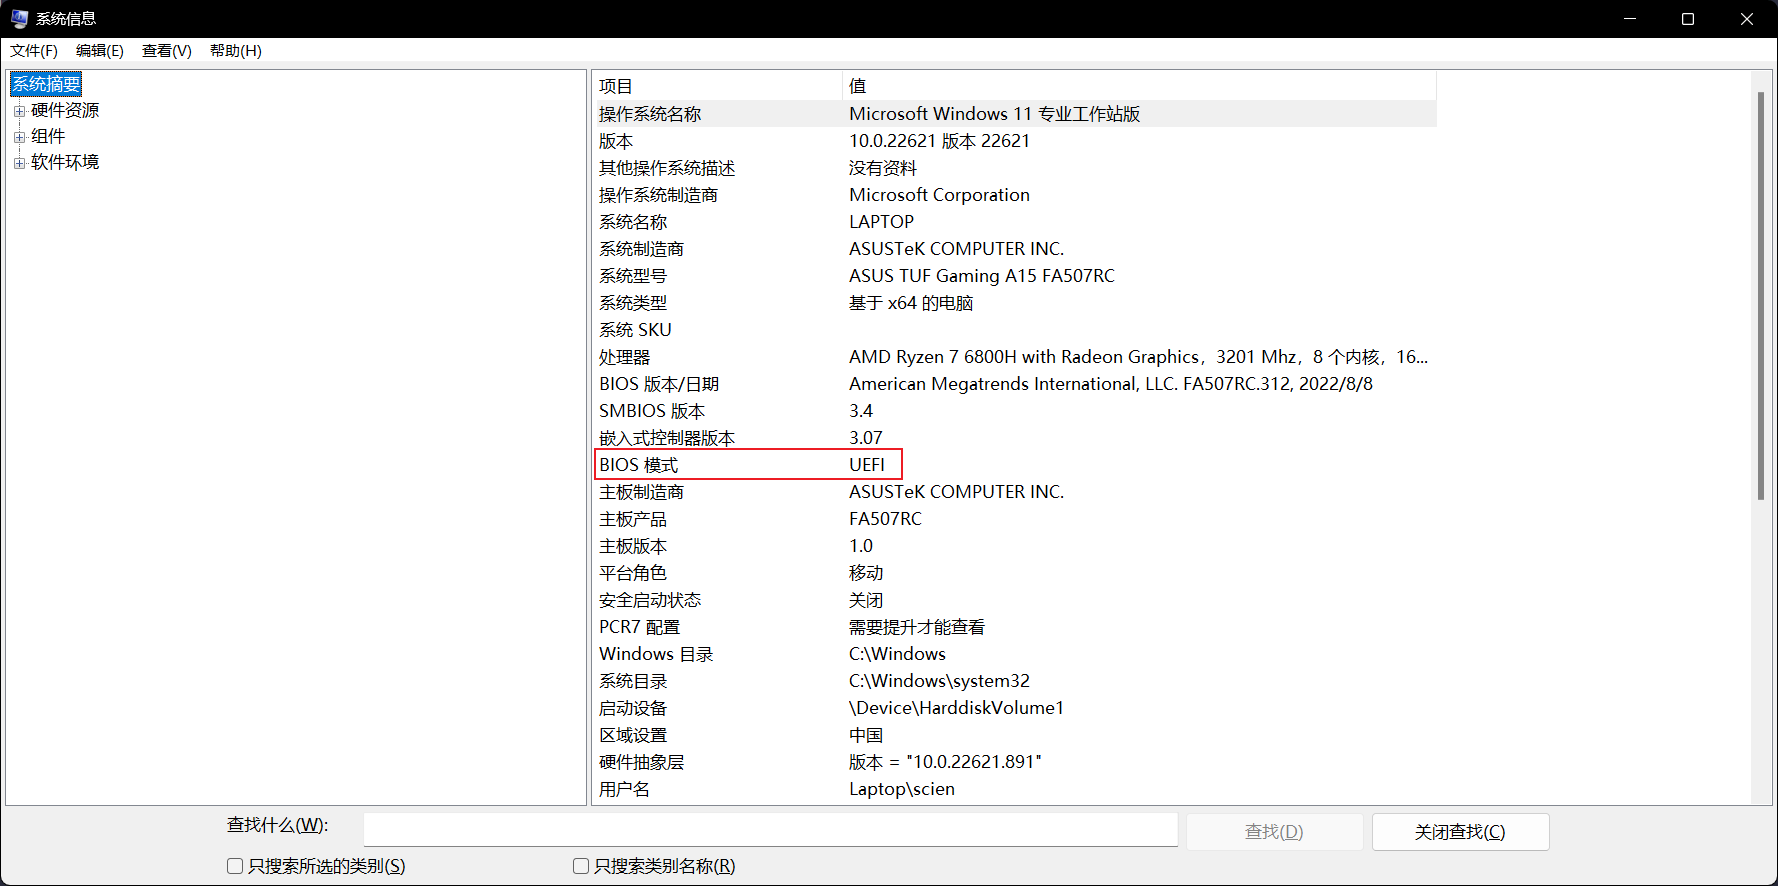 系统信息
文件(F) 编辑(E) 查看(V) 帮助(H)
系统摘要
硬件资源
组件
软件环境
项目 值
操作系统名称 Microsoft Windows 11 专业工作站版
版本 10.0.22621 版本 22621
其他操作系统描述 没有资料
操作系统制造商 Microsoft Corporation
系统名称 LAPTOP
系统制造商 ASUSTeK COMPUTER INC.
系统型号 ASUS TUF Gaming A15 FA507RC
系统类型 基于 x64 的电脑
系统 SKU
处理器 AMD Ryzen 7 6800H with Radeon Graphics，3201 Mhz，8 个内核，16...
BIOS 版本/日期 American Megatrends International, LLC. FA507RC.312, 2022/8/8
SMBIOS 版本 3.4
嵌入式控制器版本 3.07
BIOS 模式 UEFI
主板制造商 ASUSTeK COMPUTER INC.
主板产品 FA507RC
主板版本 1.0
平台角色 移动
安全启动状态 关闭
PCR7 配置 需要提升才能查看
Windows 目录 C:\Windows
系统目录 C:\Windows\system32
启动设备 \Device\HarddiskVolume1
区域设置 中国
硬件抽象层 版本 = "10.0.22621.891"
用户名 Laptop\scien
查找什么(W): 查找(D) 关闭查找(C)
只搜索所选的类别(S) 只搜索类别名称(R)